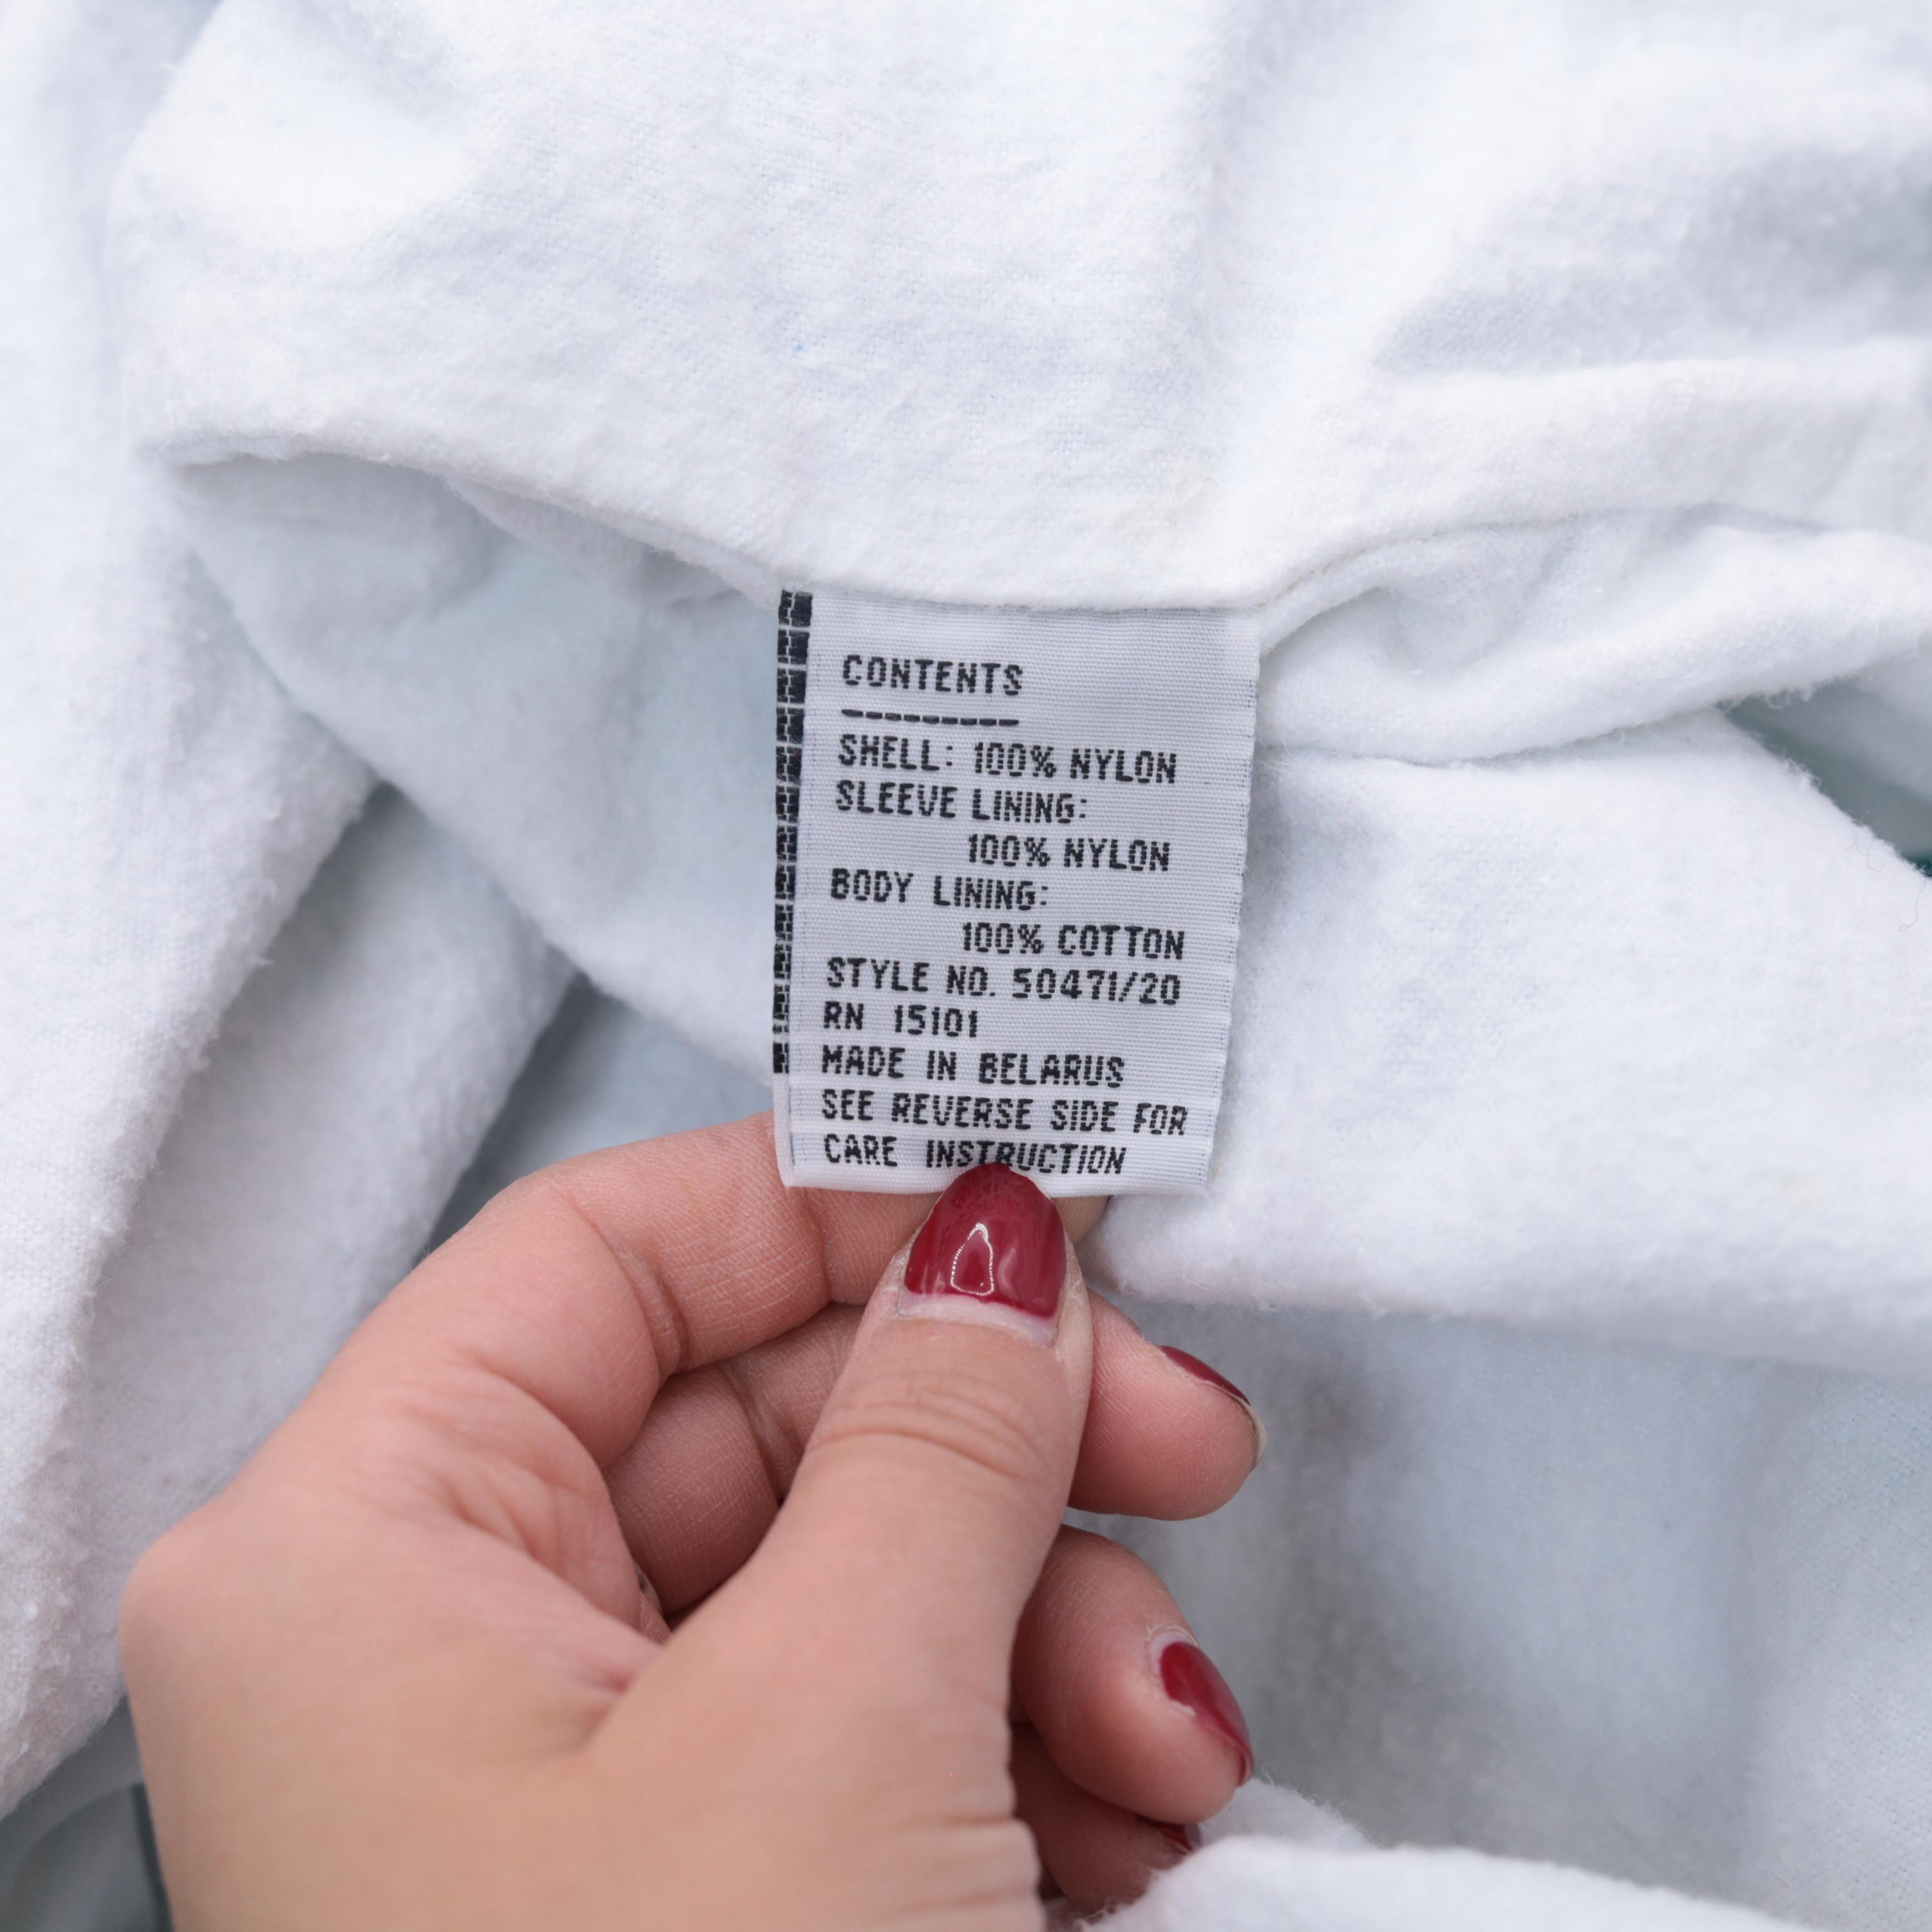 CONTENTS
---------
SHELL: 100% NYLON
SLEEVE LINING:
100% NYLON
BODY LINING:
100% COTTON
STYLE NO. 50471/20
RN 15101
MADE IN BELARUS
SEE REVERSE SIDE FOR
CARE INSTRUCTION